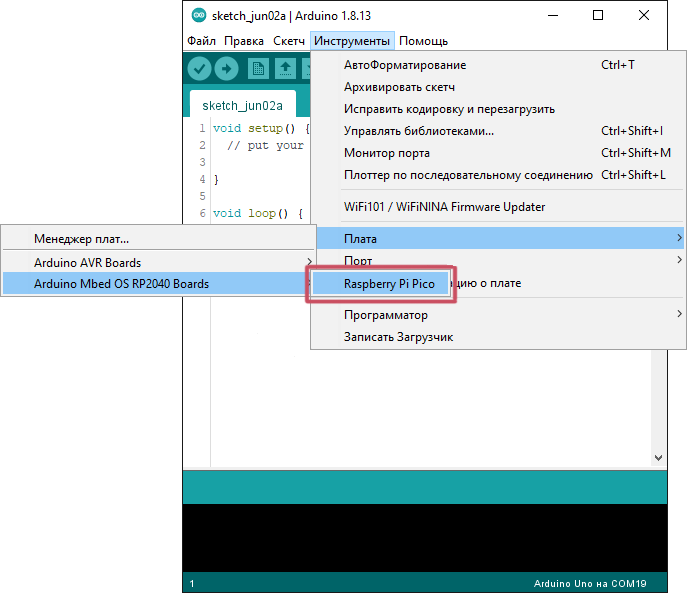 sketch_jun02a | Arduino 1.8.13
Файл Правка Скетч Инструменты Помощь
АвтоФорматирование Ctrl+T
Архивировать скетч
Исправить кодировку и перезагрузить
Управлять библиотеками... Ctrl+Shift+I
Монитор порта Ctrl+Shift+M
Плоттер по последовательному соединению Ctrl+Shift+L
WiFi101 / WiFiNINA Firmware Updater
Плата
Порт
цию о плате
Программатор
Записать Загрузчик
sketch_jun02a
1 void setup() {
2 // put your
3
4 }
5
6 void loop() {
Менеджер плат...
Arduino AVR Boards
Arduino Mbed OS RP2040 Boards
Raspberry Pi Pico
1 Arduino Uno на COM19